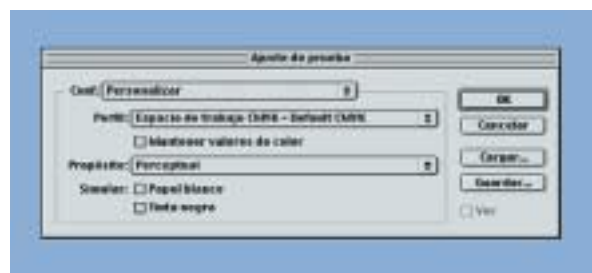 Ajuste de prueba
Conf.: Personalizar
Perfil: Espacio de trabajo CMYK - Default CMYK
Mantener valores de color
Propósito: Perceptual
Simular: Papel blanco
Tinta negra
OK
Cancelar
Cargar...
Guardar...
Ver